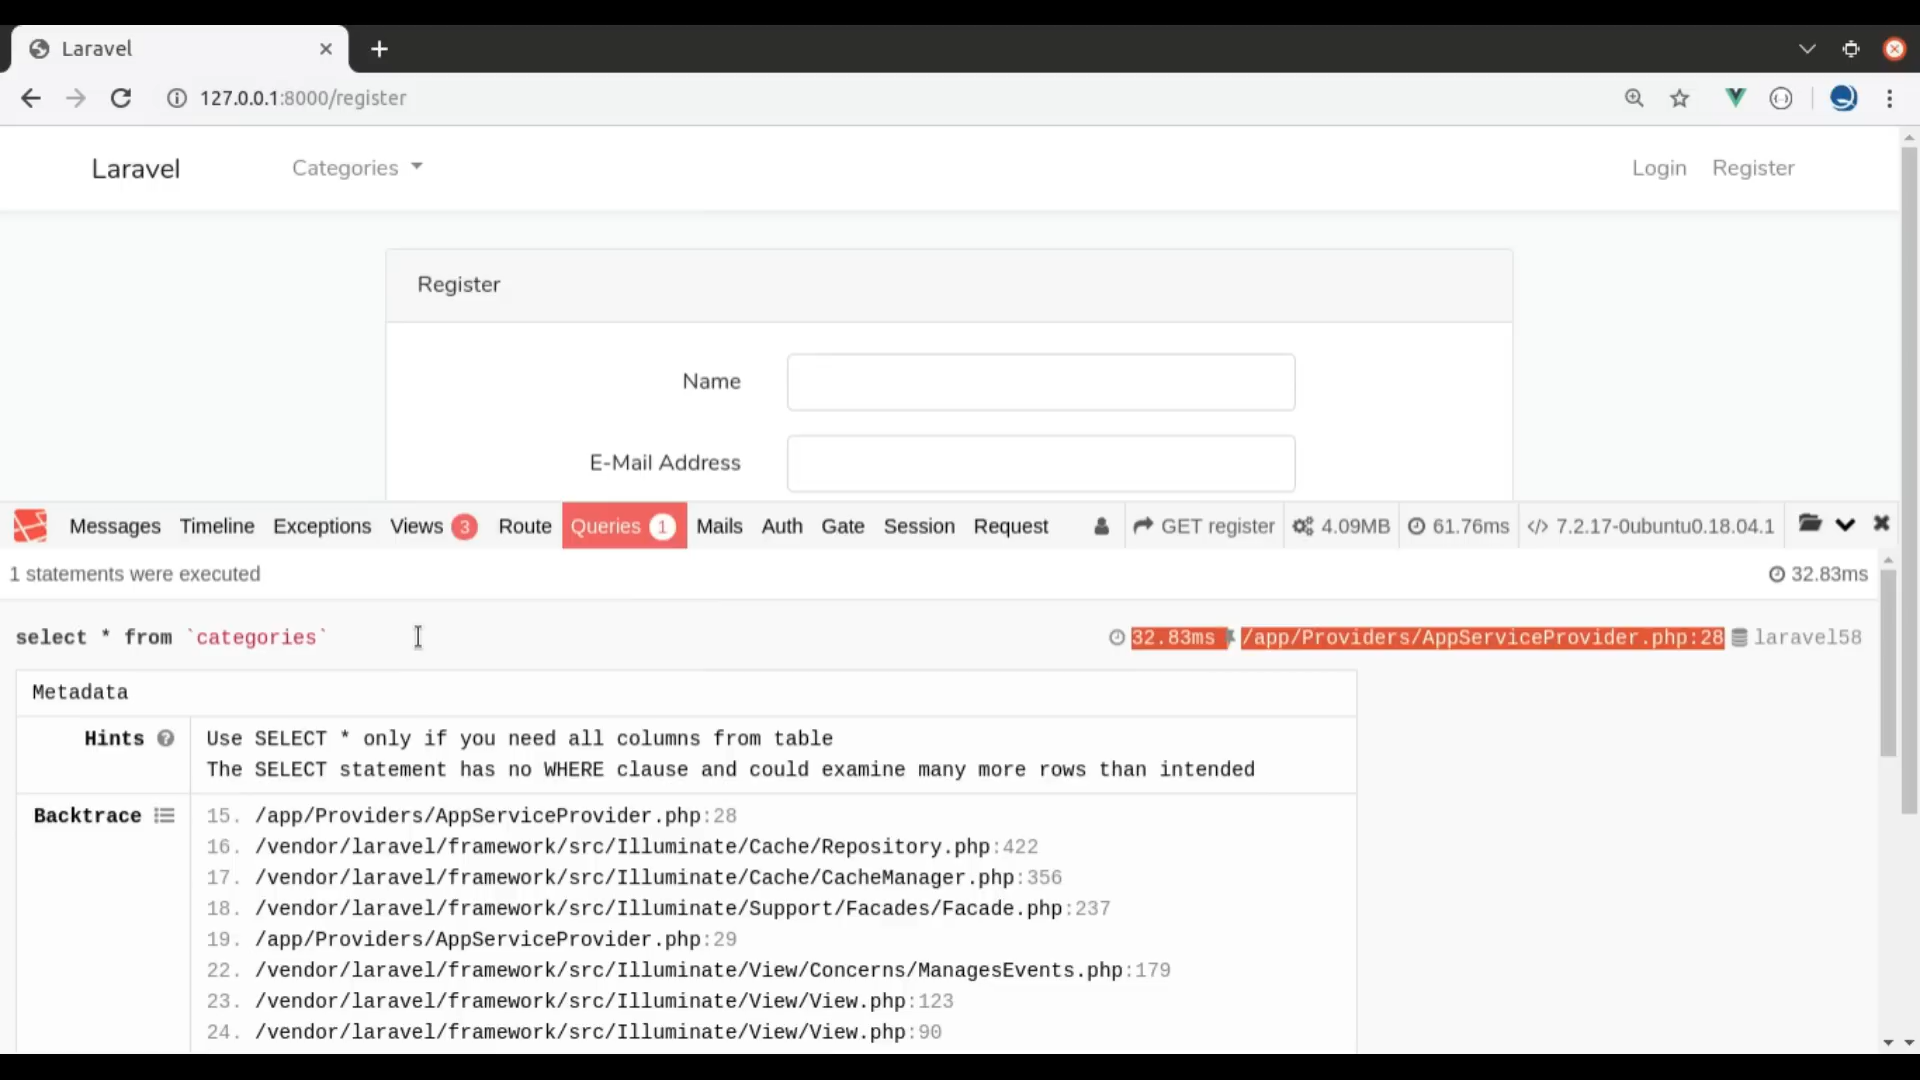 Laravel
127.0.0.1:8000/register
Laravel Categories Login Register
Register
Name
E-Mail Address
Messages Timeline Exceptions Views 3 Route Queries 1 Mails Auth Gate Session Request GET register 4.09MB 61.76ms 7.2.17-0ubuntu0.18.04.1
1 statements were executed 32.83ms
select * from `categories` 32.83ms /app/Providers/AppServiceProvider.php:28 laravel58
Metadata
Hints Use SELECT * only if you need all columns from table
The SELECT statement has no WHERE clause and could examine many more rows than intended
Backtrace 15. /app/Providers/AppServiceProvider.php:28
16. /vendor/laravel/framework/src/Illuminate/Cache/Repository.php:422
17. /vendor/laravel/framework/src/Illuminate/Cache/CacheManager.php:356
18. /vendor/laravel/framework/src/Illuminate/Support/Facades/Facade.php:237
19. /app/Providers/AppServiceProvider.php:29
22. /vendor/laravel/framework/src/Illuminate/View/Concerns/ManagesEvents.php:179
23. /vendor/laravel/framework/src/Illuminate/View/View.php:123
24. /vendor/laravel/framework/src/Illuminate/View/View.php:90